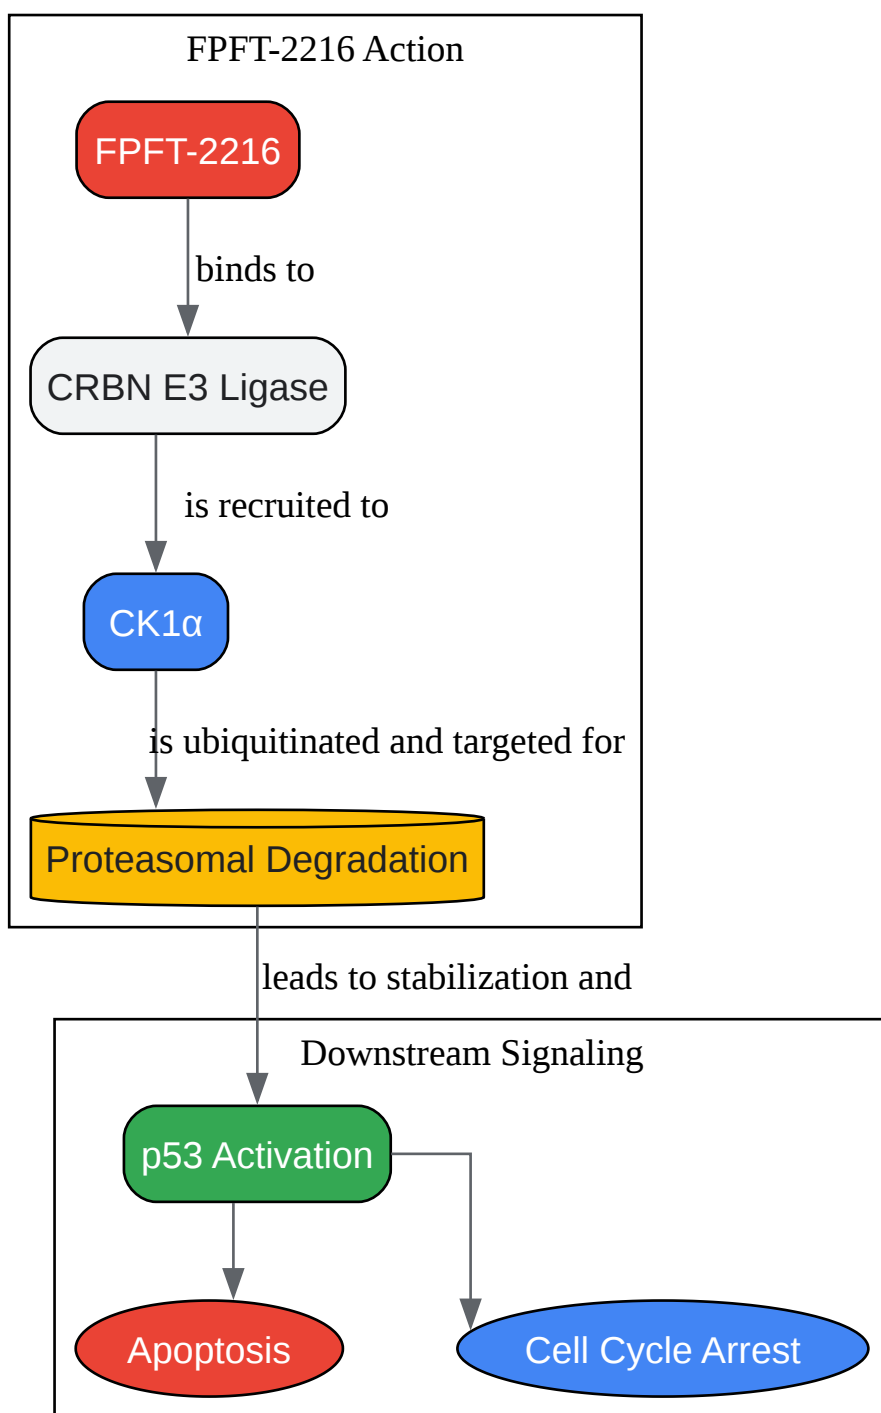 FPFT-2216 Action
FPFT-2216
binds to
CRBN E3 Ligase
is recruited to
CK1α
is ubiquitinated and targeted for
Proteasomal Degradation
leads to stabilization and
Downstream Signaling
p53 Activation
Apoptosis
Cell Cycle Arrest